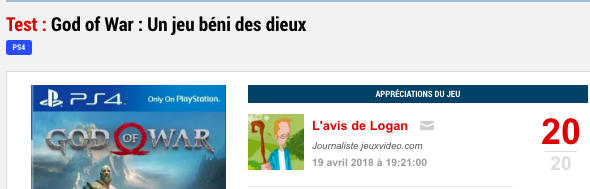 Test : God of War : Un jeu béni des dieux
PS4
PS4 Only On PlayStation.
GOD OF WAR
APPRÉCIATIONS DU JEU
L'avis de Logan
Journaliste jeuxvideo.com
19 avril 2018 à 19:21:00
20
20